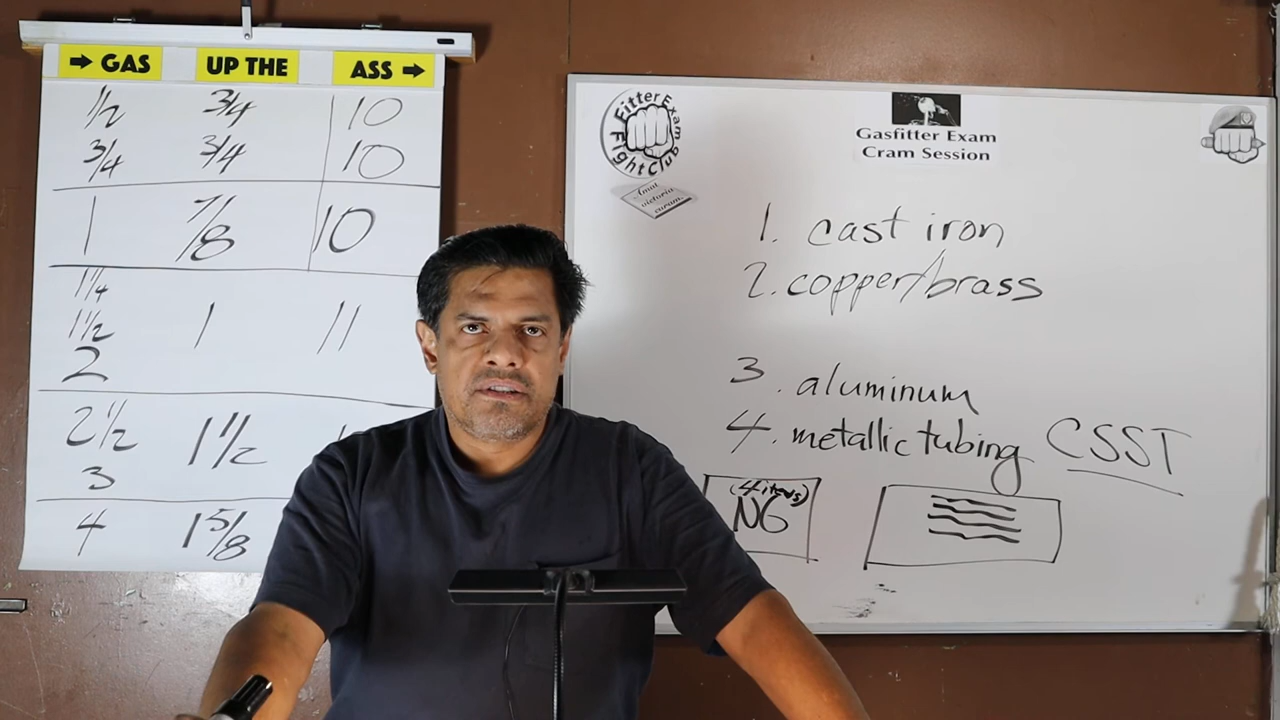 → GAS UP THE ASS →
1/2 3/4 10
3/4 3/4 10
1 7/8 10
1 1/4
1 1/2 1 11
2
2 1/2 1 1/2
3
4 1 5/8
Fitter Exam
Fight Club
Amat
victoria
curam.
Gasfitter Exam
Cram Session
1. cast iron
2. copper/brass
3. aluminum
4. metallic tubing CSST
(4 items)
NG